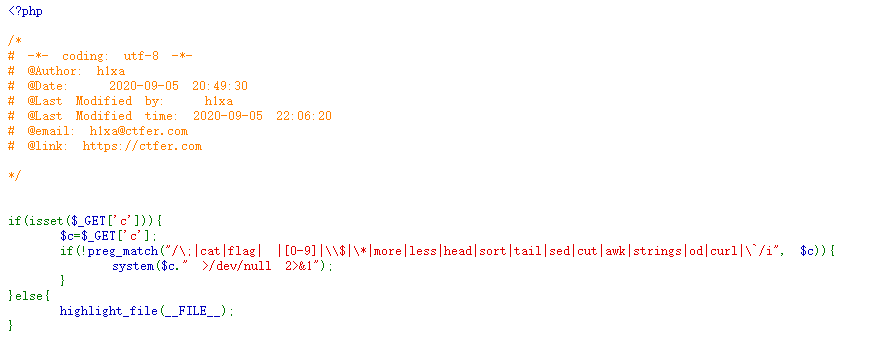 <?php
/*
# -*- coding: utf-8 -*-
# @Author: h1xa
# @Date:   2020-09-05 20:49:30
# @Last Modified by:   h1xa
# @Last Modified time: 2020-09-05 22:06:20
# @email: h1xa@ctfer.com
# @link: https://ctfer.com
*/
if(isset($_GET['c'])){
$c=$_GET['c'];
if(!preg_match("/\;|cat|flag| |[0-9]|\\$|\*|more|less|head|sort|tail|sed|cut|awk|strings|od|curl|\`/i", $c)){
system($c." >/dev/null 2>&1");
}
}else{
highlight_file(__FILE__);
}